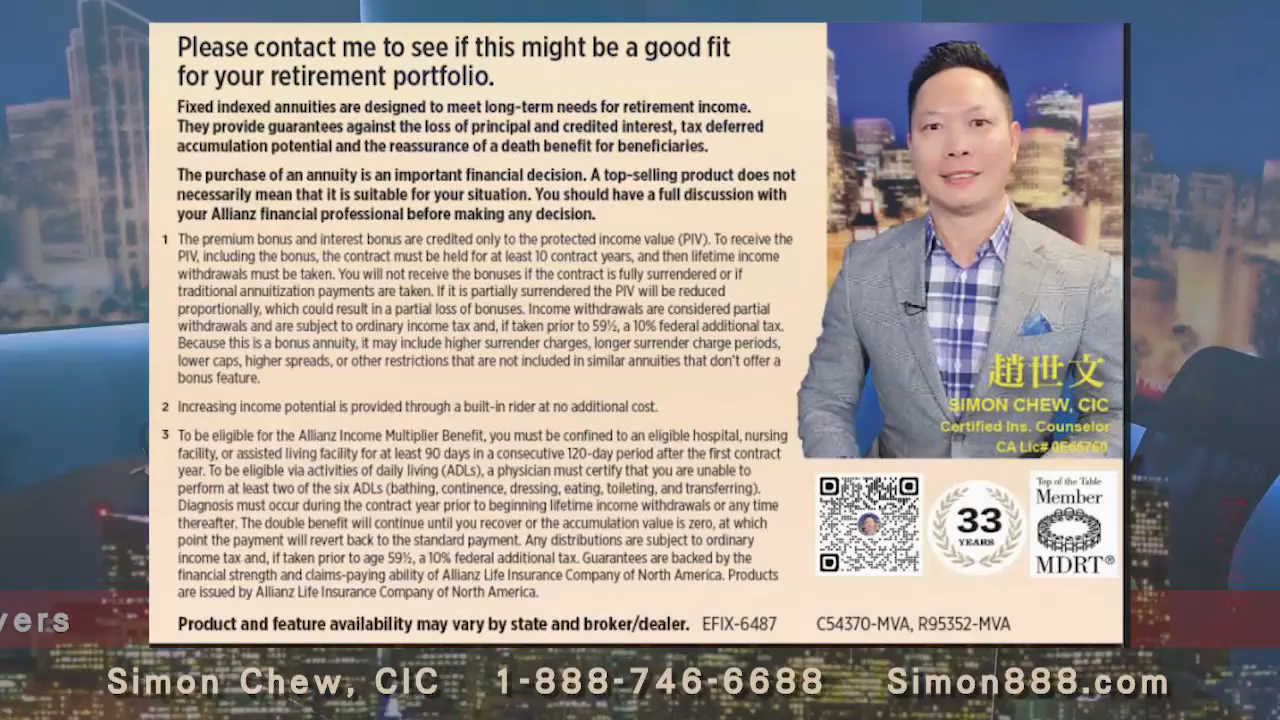 Please contact me to see if this might be a good fit
for your retirement portfolio.
Fixed indexed annuities are designed to meet long-term needs for retirement income.
They provide guarantees against the loss of principal and credited interest, tax deferred
accumulation potential and the reassurance of a death benefit for beneficiaries.
The purchase of an annuity is an important financial decision. A top-selling product does not
necessarily mean that it is suitable for your situation. You should have a full discussion with
your Allianz financial professional before making any decision.
1 The premium bonus and interest bonus are credited only to the protected income value (PIV). To receive the
PIV, including the bonus, the contract must be held for at least 10 contract years, and then lifetime income
withdrawals must be taken. You will not receive the bonuses if the contract is fully surrendered or if
traditional annuitization payments are taken. If it is partially surrendered the PIV will be reduced
proportionally, which could result in a partial loss of bonuses. Income withdrawals are considered partial
withdrawals and are subject to ordinary income tax and, if taken prior to 59½, a 10% federal additional tax.
Because this is a bonus annuity, it may include higher surrender charges, longer surrender charge periods,
lower caps, higher spreads, or other restrictions that are not included in similar annuities that don't offer a
bonus feature.
2 Increasing income potential is provided through a built-in rider at no additional cost.
3 To be eligible for the Allianz Income Multiplier Benefit, you must be confined to an eligible hospital, nursing
facility, or assisted living facility for at least 90 days in a consecutive 120-day period after the first contract
year. To be eligible via activities of daily living (ADLs), a physician must certify that you are unable to
perform at least two of the six ADLs (bathing, continence, dressing, eating, toileting, and transferring).
Diagnosis must occur during the contract year prior to beginning lifetime income withdrawals or any time
thereafter. The double benefit will continue until you recover or the accumulation value is zero, at which
point the payment will revert back to the standard payment. Any distributions are subject to ordinary
income tax and, if taken prior to age 59½, a 10% federal additional tax. Guarantees are backed by the
financial strength and claims-paying ability of Allianz Life Insurance Company of North America. Products
are issued by Allianz Life Insurance Company of North America.
Product and feature availability may vary by state and broker/dealer. EFIX-6487 C54370-MVA, R95352-MVA
趙世文
SIMON CHEW, CIC
Certified Ins. Counselor
CA Lic#
33
YEARS
Top of the Table
Member
MDRT®
vers
Simon Chew, CIC 1-888-746-6688 Simon888.com